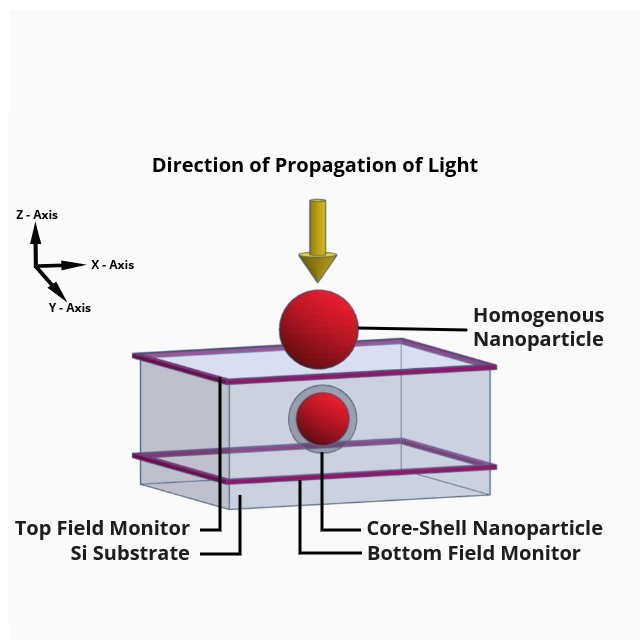 Direction of Propagation of Light
Z - Axis
X - Axis
Y - Axis
Homogenous
Nanoparticle
Top Field Monitor
Si Substrate
Core-Shell Nanoparticle
Bottom Field Monitor